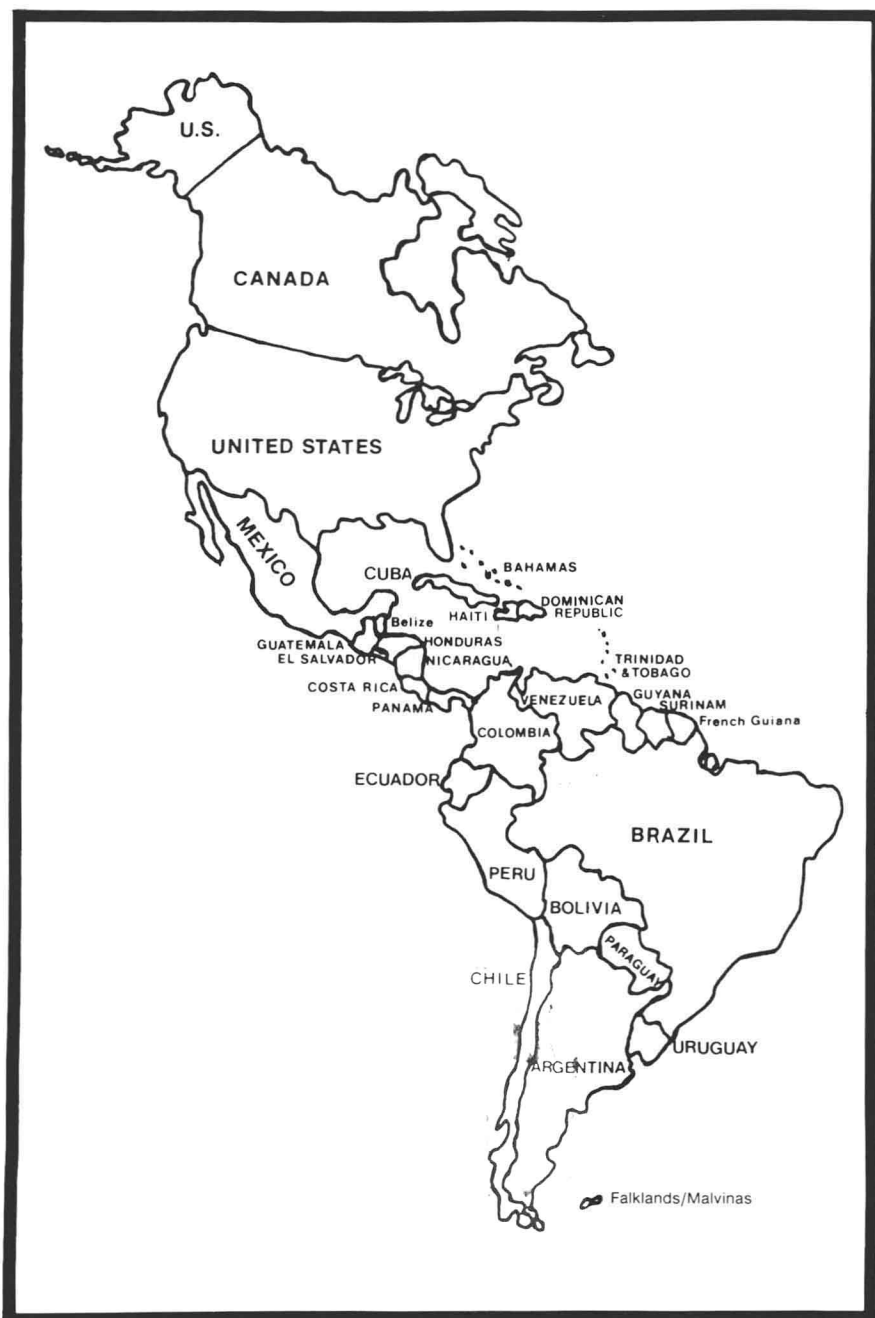 U.S.
CANADA
UNITED STATES
MEXICO
BAHAMAS
CUBA
DOMINICAN
REPUBLIC
HAITI
Belize
GUATEMALA
HONDURAS
EL SALVADOR
NICARAGUA
TRINIDAD
& TOBAGO
COSTA RICA
PANAMA
VENEZUELA
GUYANA
SURINAM
French Guiana
COLOMBIA
ECUADOR
BRAZIL
PERU
BOLIVIA
PARAGUAY
CHILE
URUGUAY
ARGENTINA
Falklands/Malvinas